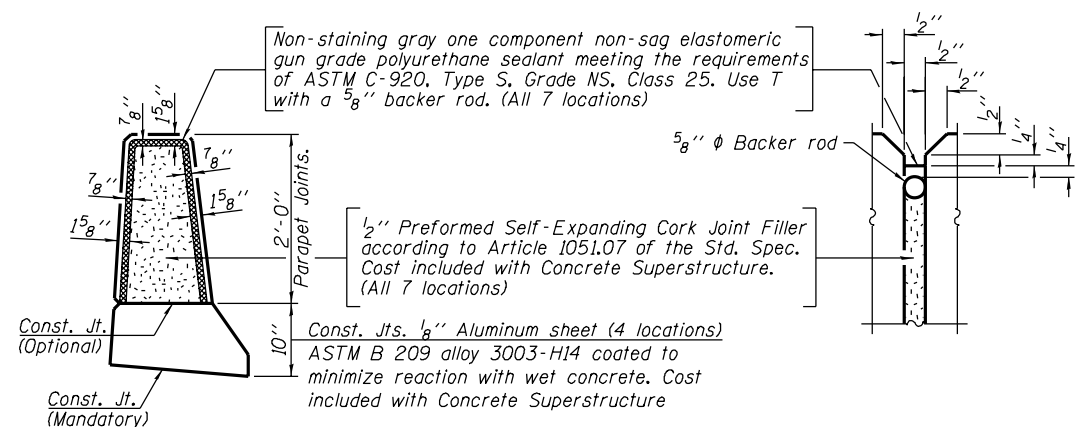 Non-staining gray one component non-sag elastomeric
gun grade polyurethane sealant meeting the requirements
of ASTM C-920, Type S, Grade NS, Class 25. Use T
with a 5/8" backer rod. (All 7 locations)
1/2"
1/2"
1/2"
1/2"
1/4"
1/4"
5/8" ϕ Backer rod
7/8"
1 5/8"
7/8"
7/8"
1 5/8"
1 5/8"
2'-0"
Parapet Joints.
1/2" Preformed Self-Expanding Cork Joint Filler
according to Article 1051.07 of the Std. Spec.
Cost included with Concrete Superstructure.
(All 7 locations)
Const. Jt.
(Optional)
10"
Const. Jts. 1/8" Aluminum sheet (4 locations)
ASTM B 209 alloy 3003-H14 coated to
minimize reaction with wet concrete. Cost
included with Concrete Superstructure
Const. Jt.
(Mandatory)